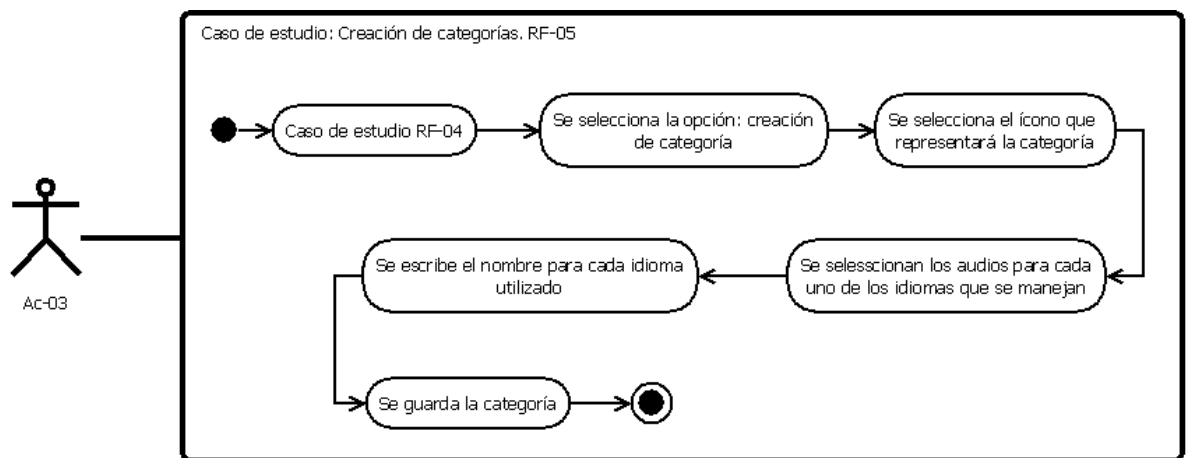 Caso de estudio: Creación de categorías. RF-05
Caso de estudio RF-04
Se selecciona la opción: creación
de categoría
Se selecciona el ícono que
representará la categoría
Se selesscionan los audios para cada
uno de los idiomas que se manejan
Se escribe el nombre para cada idioma
utilizado
Se guarda la categoría
Ac-03